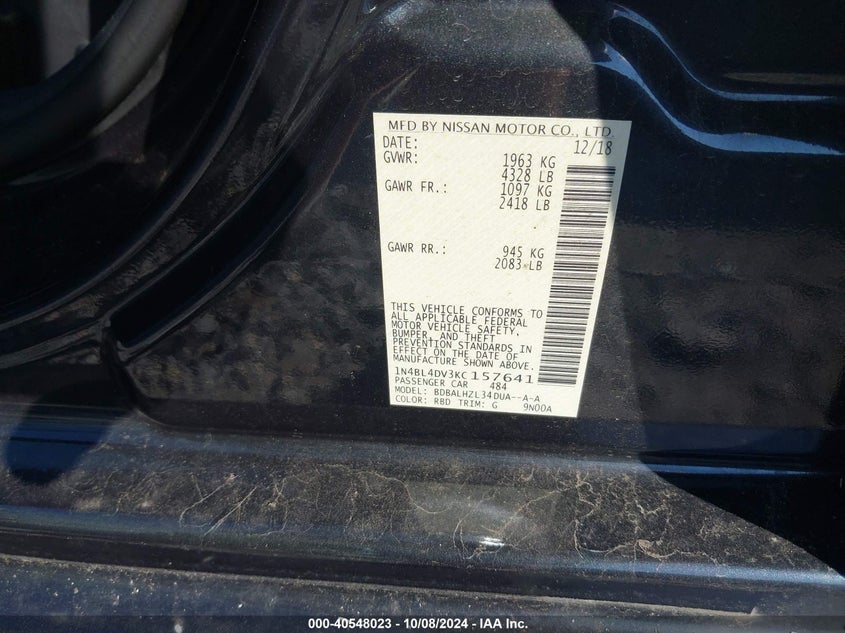 MFD BY NISSAN MOTOR CO., LTD.
DATE: 12/18
GVWR: 1963 KG
4328 LB
GAWR FR.: 1097 KG
2418 LB
GAWR RR.: 945 KG
2083 LB
THIS VEHICLE CONFORMS TO
ALL APPLICABLE FEDERAL
MOTOR VEHICLE SAFETY,
BUMPER, AND THEFT
PREVENTION STANDARDS IN
EFFECT ON THE DATE OF
MANUFACTURE SHOWN ABOVE.
1N4BL4DV3KC157641
PASSENGER CAR 484
MODEL: BDBALHZL34DUA--A-A
COLOR: RBD TRIM: G 9N00A
000-40548023 - 10/08/2024 - IAA Inc.